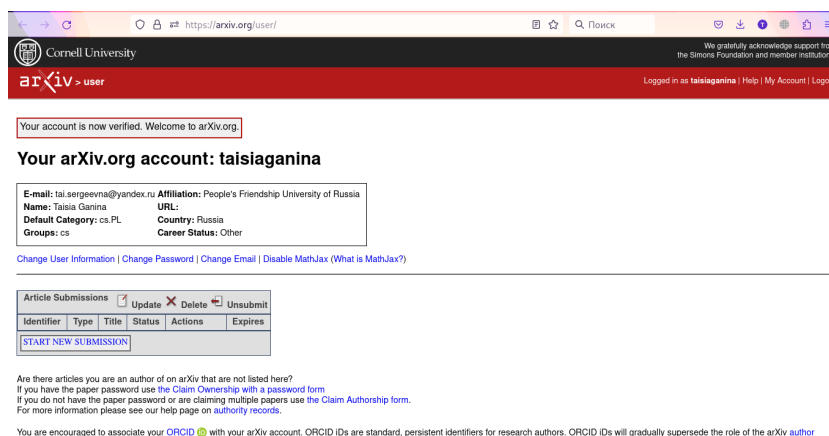 https://arxiv.org/user/
Поиск
Cornell University
We gratefully acknowledge support fro
the Simons Foundation and member institution
arXiv > user
Logged in as taisiaganina | Help | My Account | Logo
Your account is now verified. Welcome to arXiv.org.
Your arXiv.org account: taisiaganina
E-mail: tai.sergeevna@yandex.ru Affiliation: People's Friendship University of Russia
Name: Taisia Ganina URL:
Default Category: cs.PL Country: Russia
Groups: cs Career Status: Other
Change User Information | Change Password | Change Email | Disable MathJax (What is MathJax?)
Article Submissions Update Delete Unsubmit
Identifier Type Title Status Actions Expires
START NEW SUBMISSION
Are there articles you are an author of on arXiv that are not listed here?
If you have the paper password use the Claim Ownership with a password form
If you do not have the paper password or are claiming multiple papers use the Claim Authorship form.
For more information please see our help page on authority records.
You are encouraged to associate your ORCID iD with your arXiv account. ORCID iDs are standard, persistent identifiers for research authors. ORCID iDs will gradually supersede the role of the arXiv author